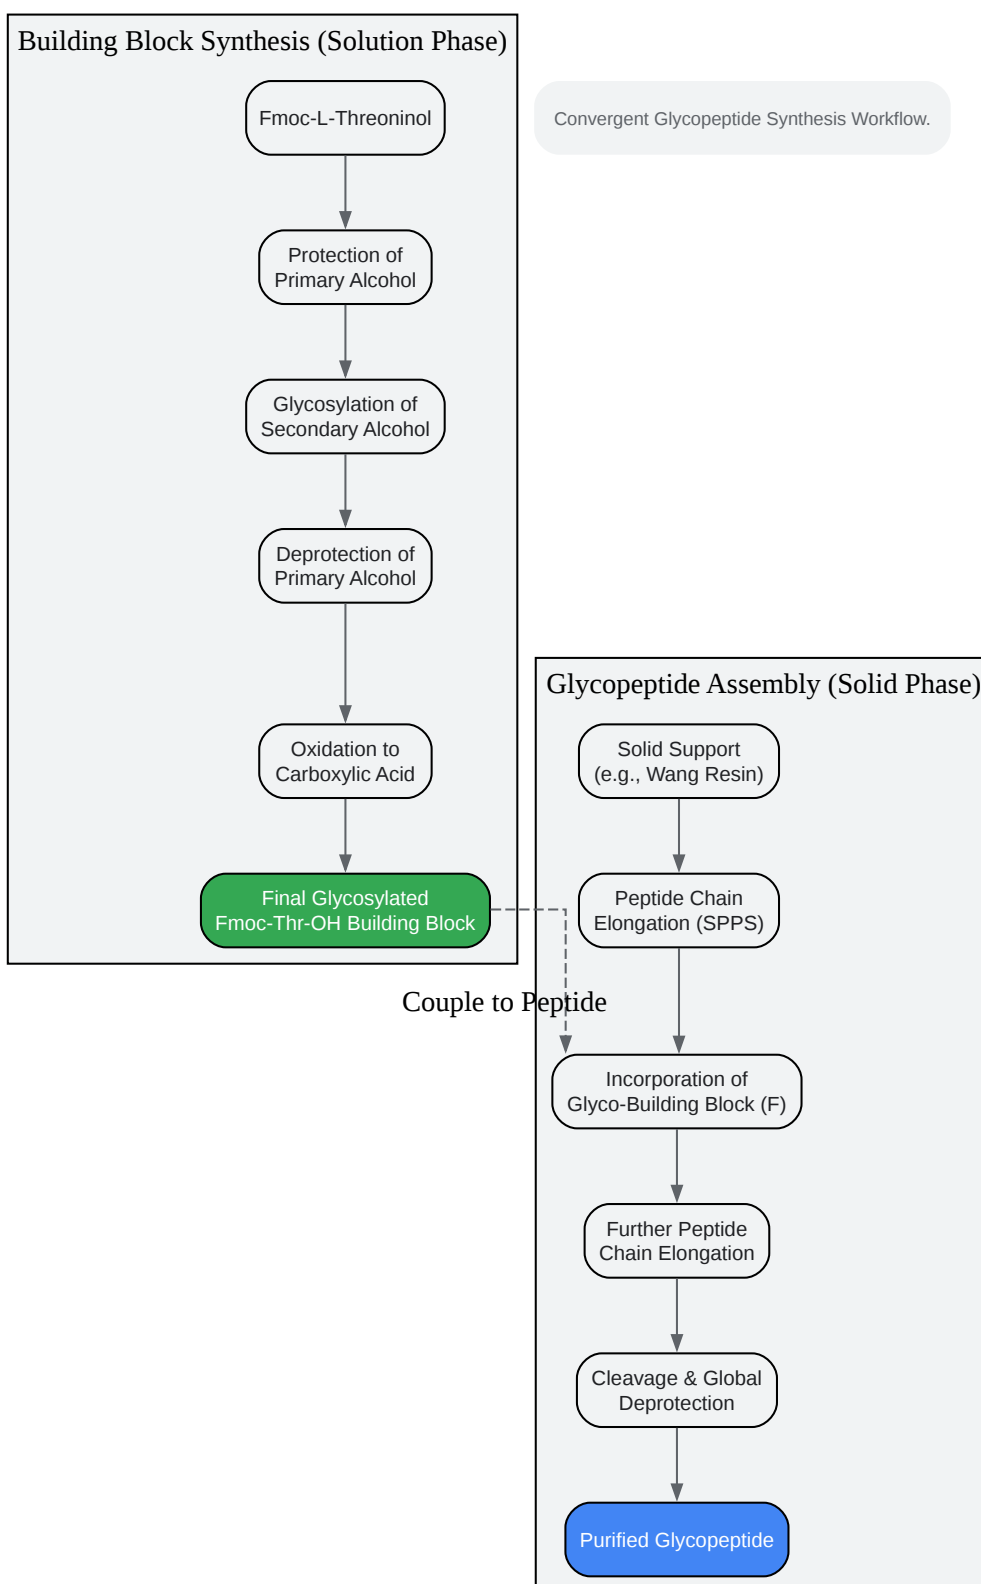 Building Block Synthesis (Solution Phase)
Fmoc-L-Threoninol
Convergent Glycopeptide Synthesis Workflow.
Protection of
Primary Alcohol
Glycosylation of
Secondary Alcohol
Deprotection of
Primary Alcohol
Oxidation to
Carboxylic Acid
Final Glycosylated
Fmoc-Thr-OH Building Block
Couple to Peptide
Glycopeptide Assembly (Solid Phase)
Solid Support
(e.g., Wang Resin)
Peptide Chain
Elongation (SPPS)
Incorporation of
Glyco-Building Block (F)
Further Peptide
Chain Elongation
Cleavage & Global
Deprotection
Purified Glycopeptide